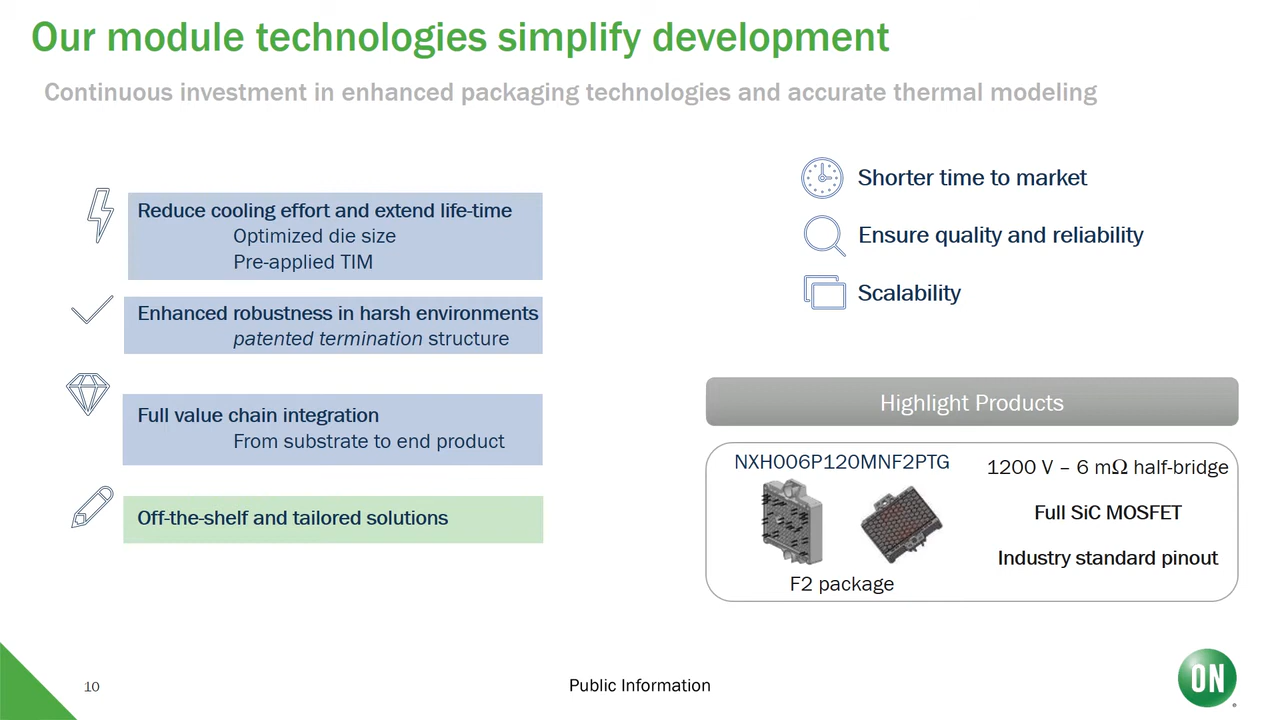 Our module technologies simplify development
Continuous investment in enhanced packaging technologies and accurate thermal modeling
Reduce cooling effort and extend life-time
Optimized die size
Pre-applied TIM
Enhanced robustness in harsh environments
patented termination structure
Full value chain integration
From substrate to end product
Off-the-shelf and tailored solutions
Shorter time to market
Ensure quality and reliability
Scalability
Highlight Products
NXH006P120MNF2PTG
F2 package
1200 V – 6 mΩ half-bridge
Full SiC MOSFET
Industry standard pinout
10
Public Information
ON